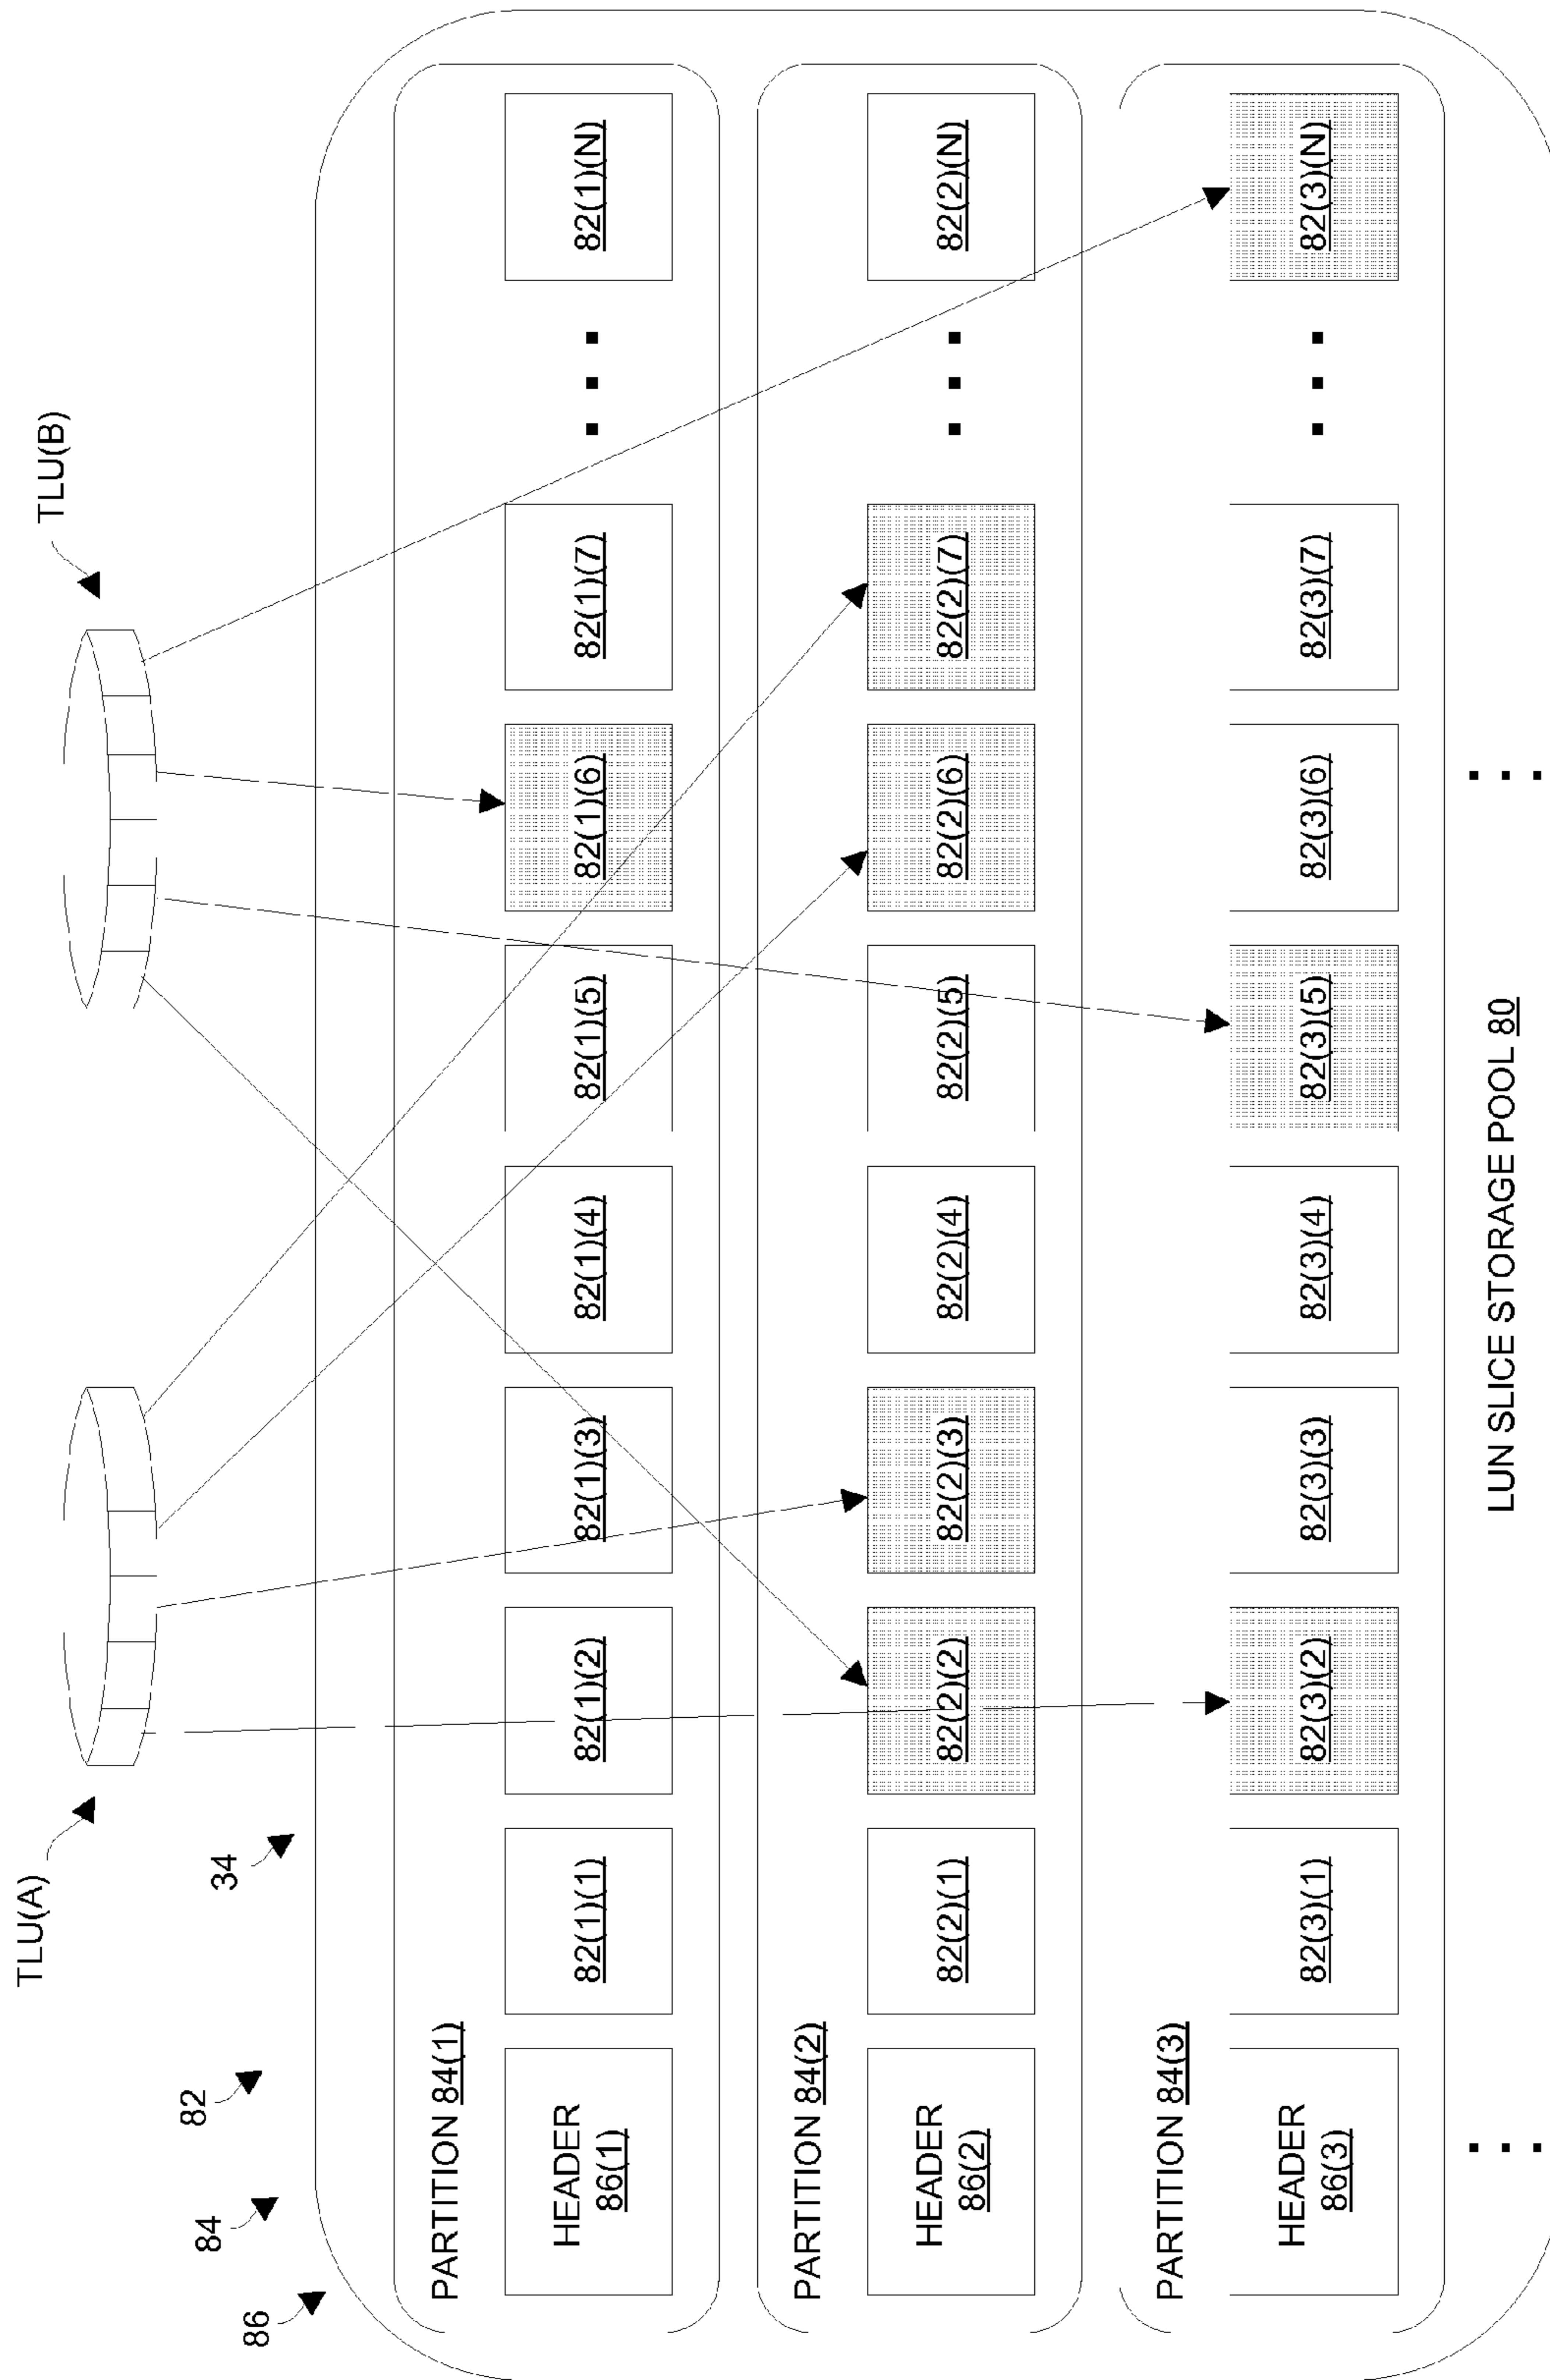 TLU(A)
TLU(B)
34
82
84
86
PARTITION 84(1)
HEADER
86(1)
82(1)(1)
82(1)(2)
82(1)(3)
82(1)(4)
82(1)(5)
82(1)(6)
82(1)(7)
. . .
82(1)(N)
PARTITION 84(2)
HEADER
86(2)
82(2)(1)
82(2)(2)
82(2)(3)
82(2)(4)
82(2)(5)
82(2)(6)
82(2)(7)
. . .
82(2)(N)
PARTITION 84(3)
HEADER
86(3)
82(3)(1)
82(3)(2)
82(3)(3)
82(3)(4)
82(3)(5)
82(3)(6)
82(3)(7)
. . .
82(3)(N)
LUN SLICE STORAGE POOL 80